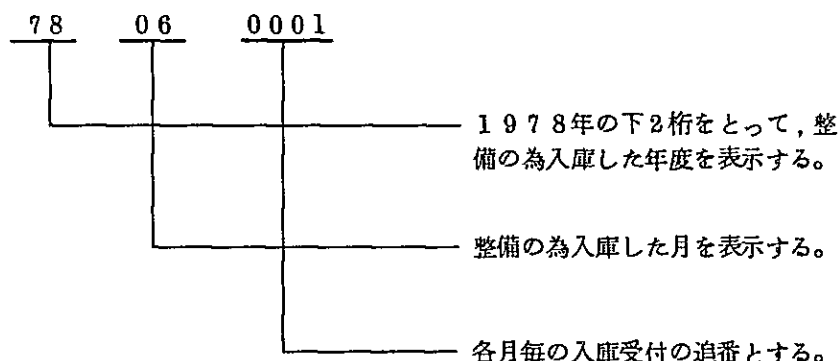 78 06 0001
1978年の下2桁をとって,整
備の為入庫した年度を表示する。
整備の為入庫した月を表示する。
各月毎の入庫受付の追番とする。